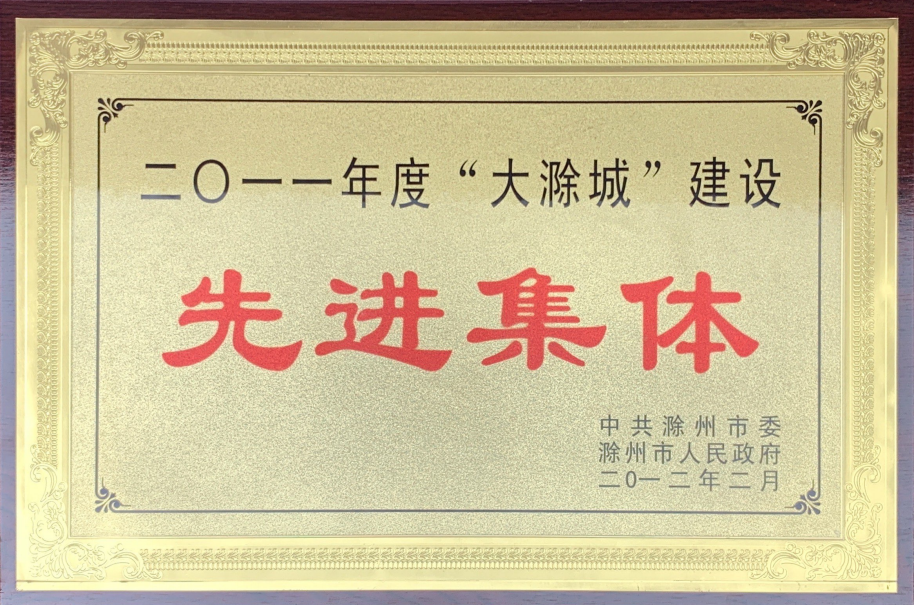 二〇一一年度“大滁城”建设
先进集体
中共滁州市委
滁州市人民政府
二〇一二年二月